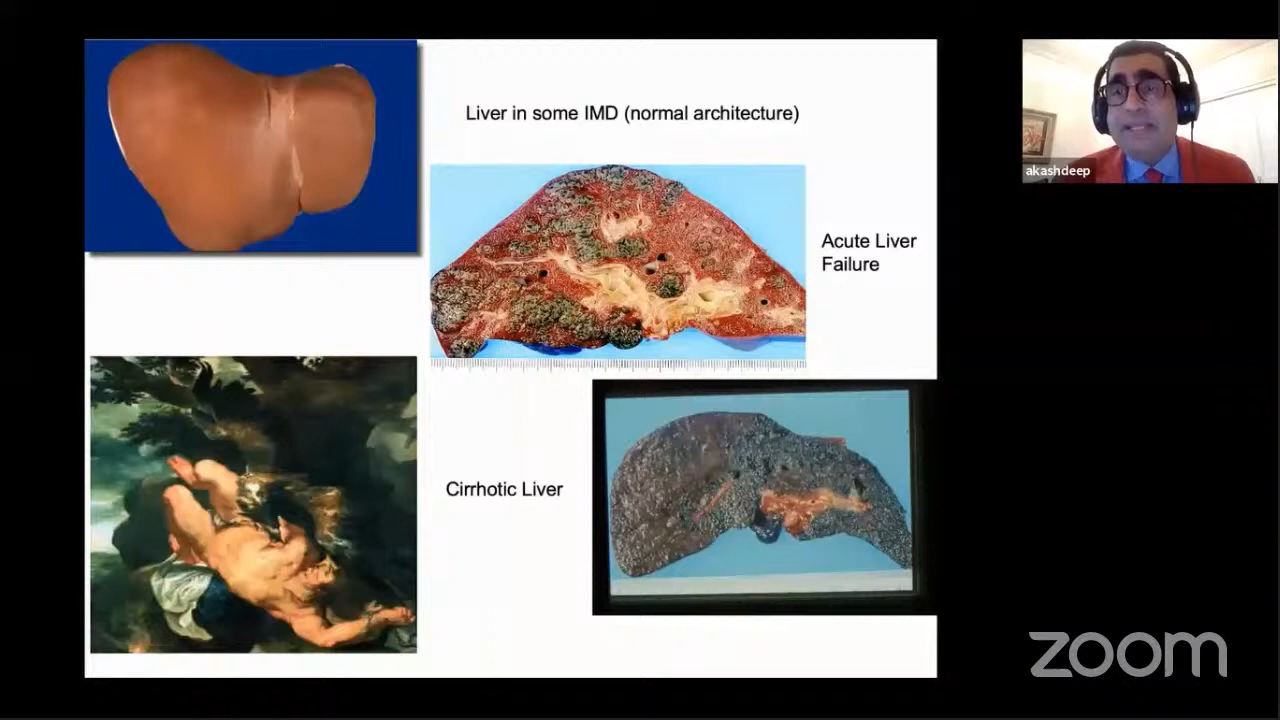 Liver in some IMD (normal architecture)
akashdeep
Acute Liver
Failure
Cirrhotic Liver
zoom